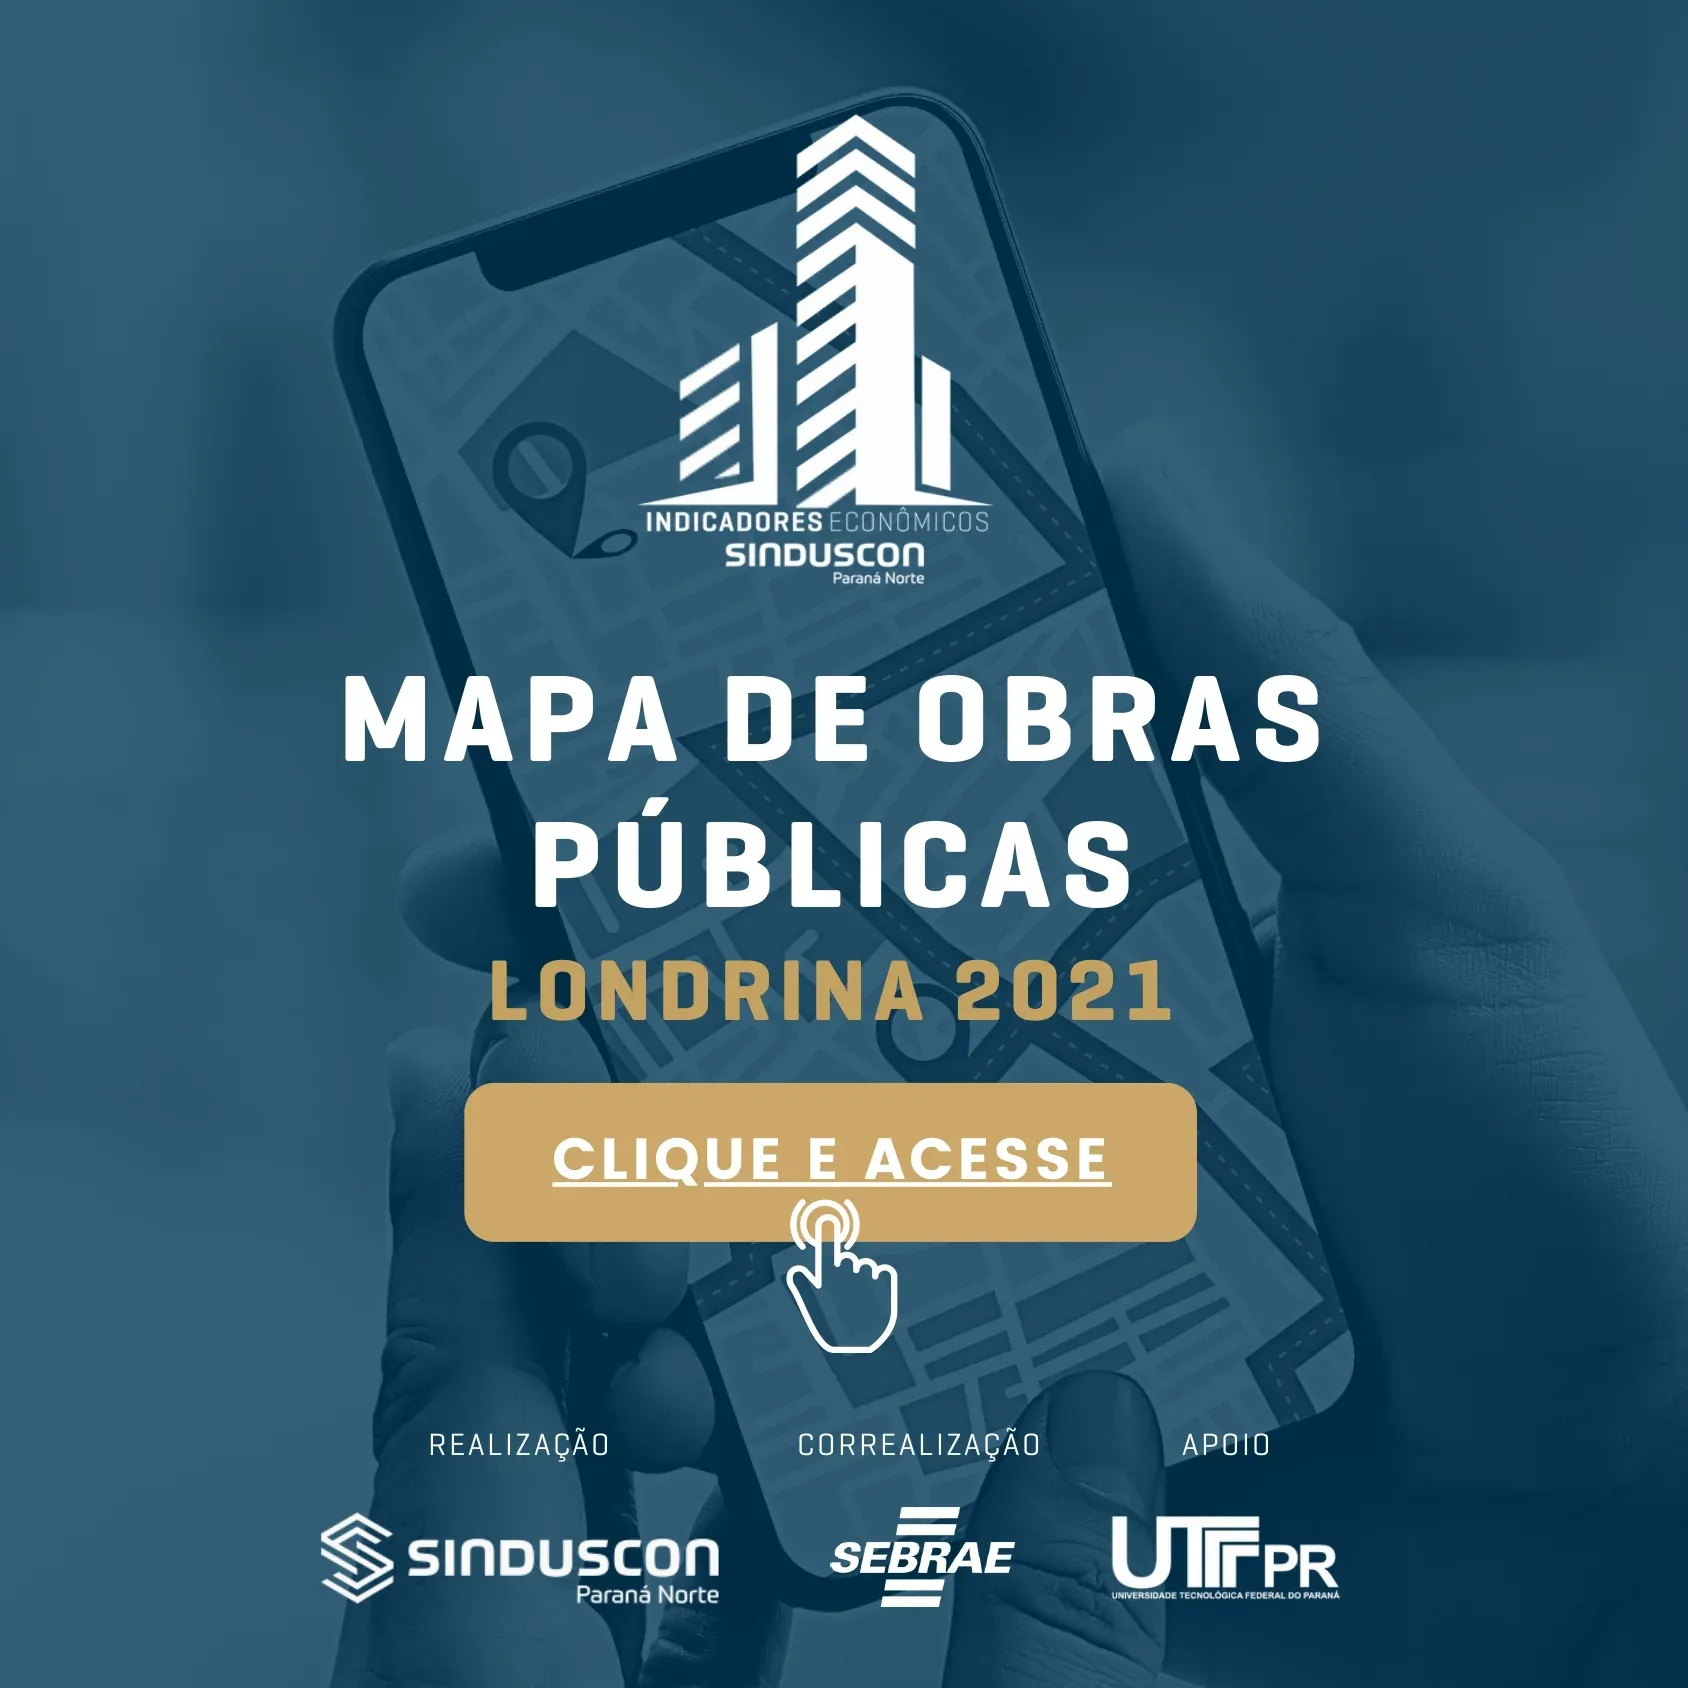 INDICADORES ECONÔMICOS
SINDUSCON
Paraná Norte
MAPA DE OBRAS
PÚBLICAS
LONDRINA 2021
CLIQUE E ACESSE
REALIZAÇÃO
CORREALIZAÇÃO
APOIO
SINDUSCON
Paraná Norte
SEBRAE
UTFPR
UNIVERSIDADE TECNOLÓGICA FEDERAL DO PARANÁ